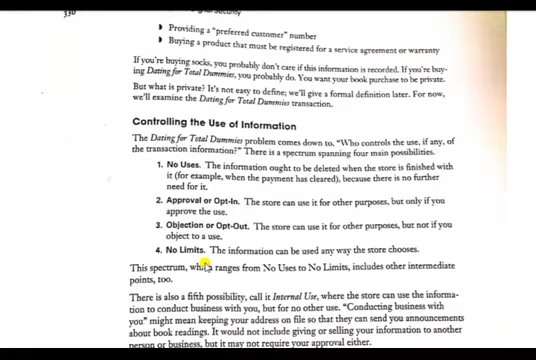 330
Security
Providing a "preferred customer" number
Buying a product that must be registered for a service agreement or warranty
If you're buying socks, you probably don't care if this information is recorded. If you're buy-
ing Dating for Total Dummies, you probably do. You want your book purchase to be private.
But what is private? It's not easy to define; we'll give a formal definition later. For now,
we'll examine the Dating for Total Dummies transaction.
Controlling the Use of Information
The Dating for Total Dummies problem comes down to, "Who controls the use, if any, of
the transaction information?" There is a spectrum spanning four main possibilities.
1. No Uses. The information ought to be deleted when the store is finished with
it (for example, when the payment has cleared), because there is no further
need for it.
2. Approval or Opt-In. The store can use it for other purposes, but only if you
approve the use.
3. Objection or Opt-Out. The store can use it for other purposes, but not if you
object to a use.
4. No Limits. The information can be used any way the store chooses.
This spectrum, which ranges from No Uses to No Limits, includes other intermediate
points, too.
There is also a fifth possibility, call it Internal Use, where the store can use the informa-
tion to conduct business with you, but for no other use. "Conducting business with
you" might mean keeping your address on file so that they can send you announcements
about book readings. It would not include giving or selling your information to another
person or business, but it may not require your approval either.